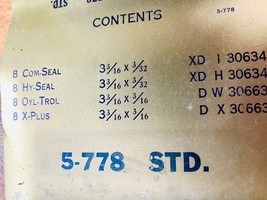 CONTENTS
5-778
8 COM-SEAL 3 3/16 X 3/32 XD I 30634
8 HY-SEAL 3 3/16 X 3/32 XD H 30634
8 OYL-TROL 3 3/16 X 3/16 D W 30663
8 X-PLUS 3 3/16 X 3/16 D X 30663
5-778 STD.